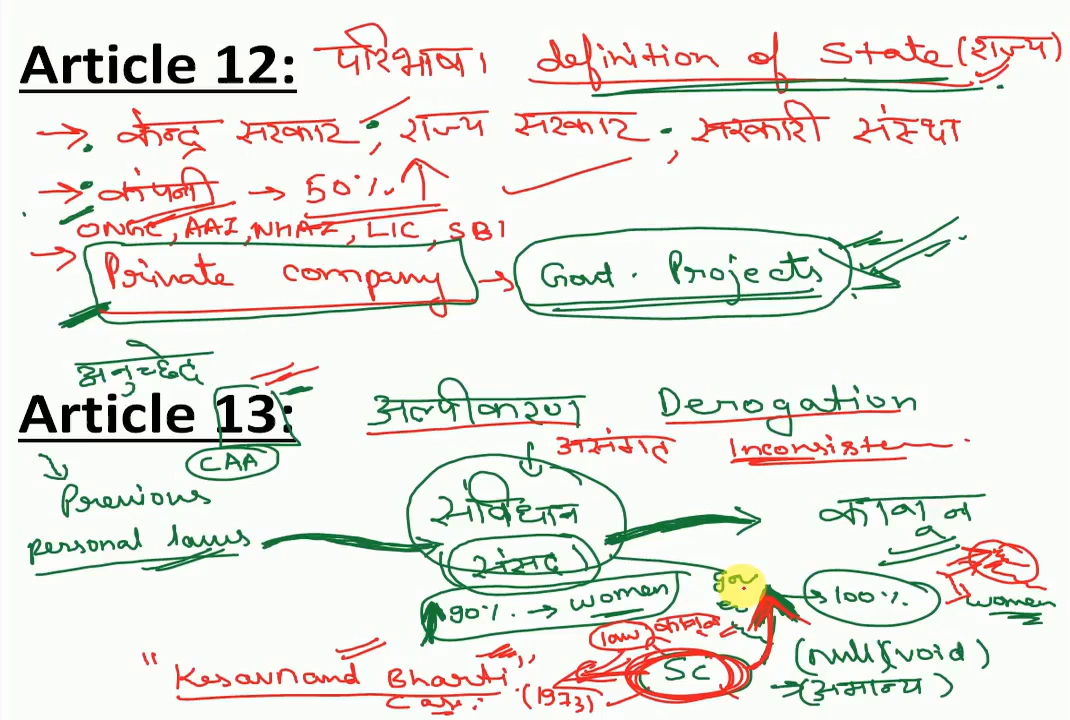 Article 12: परिभाषा। definition of State (राज्य)
→ केन्द्र सरकार, राज्य सरकार, सरकारी संस्था
→ कंपनी → 50% ↑
ONGC, AAI, NHAI, LIC, SBI
→ Private company → Govt. Projects
अनुच्छेद
Article 13: अल्पीकरण Derogation
CAA असंगत Inconsisten
Previous संविधान कानून
personal laws संसद
90% → women 100% women
law कानून
"Kesavnand Bharti" SC (null & void)
Case. (1973) → (अमान्य)